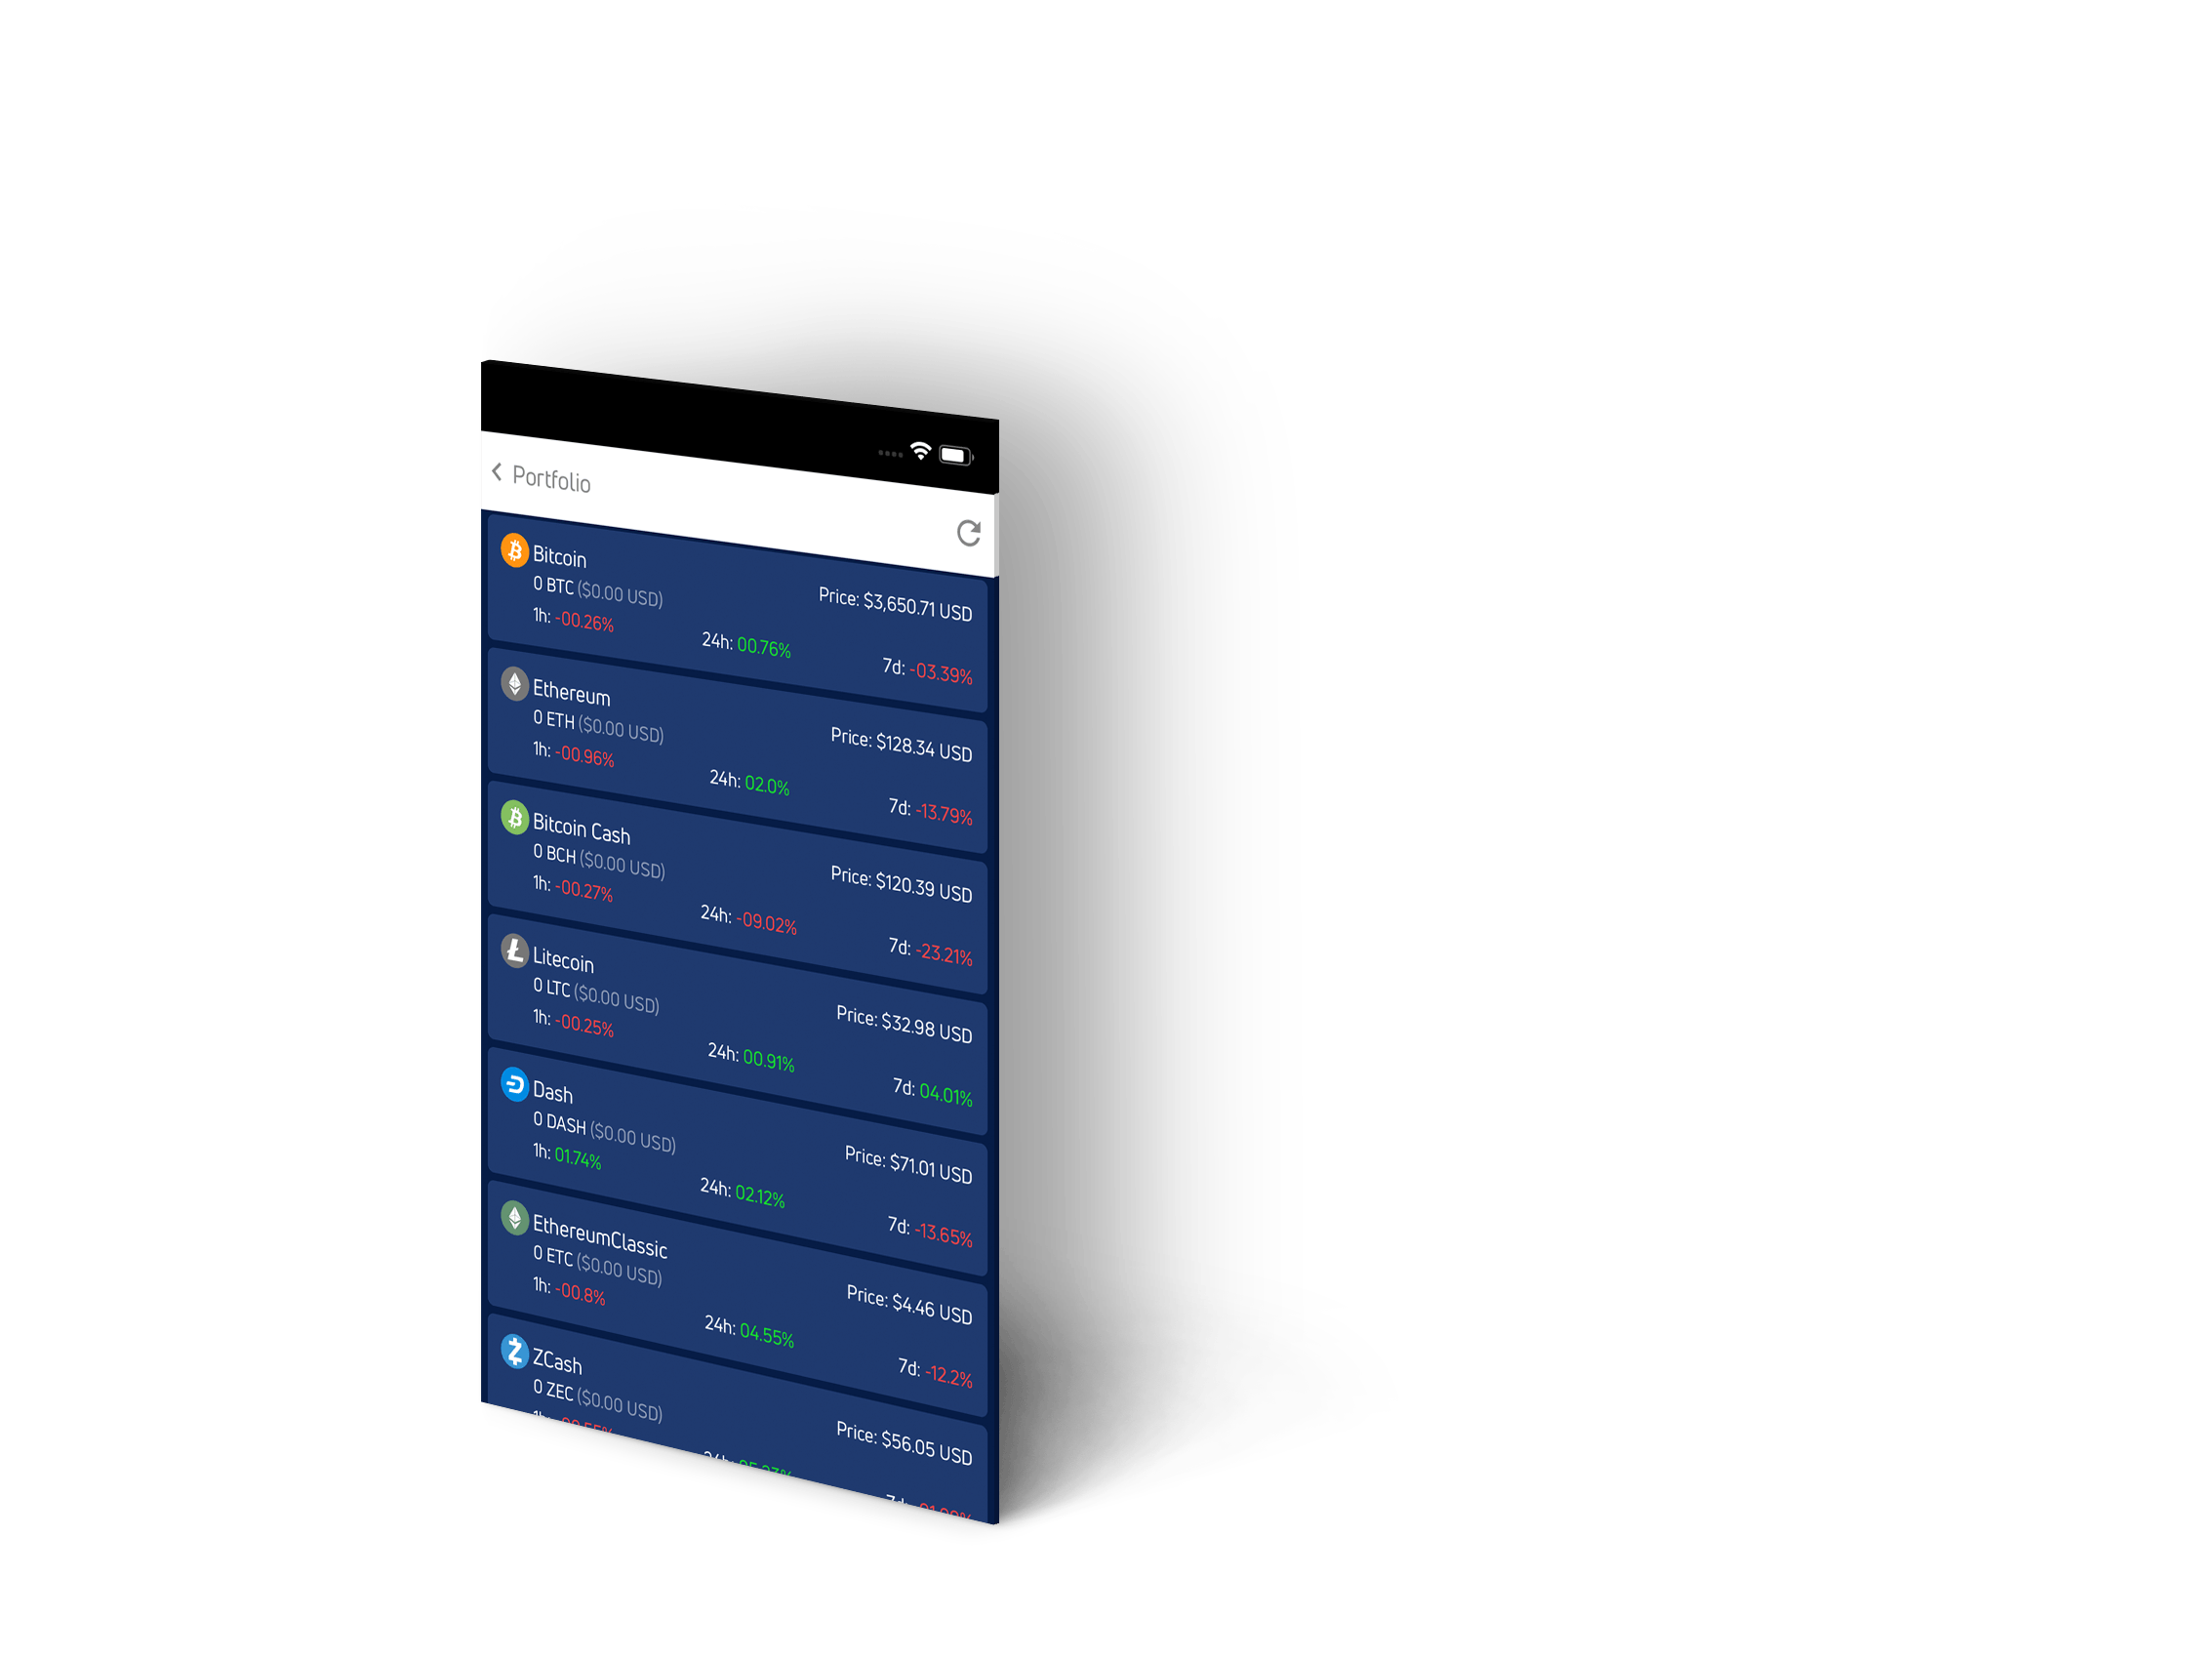 Portfolio
Bitcoin
0 BTC ($0.00 USD)
Price: $3,650.71 USD
1h: -00.26%
24h: 00.76%
7d: -03.39%
Ethereum
0 ETH ($0.00 USD)
Price: $128.34 USD
1h: -00.96%
24h: 02.0%
7d: -13.79%
Bitcoin Cash
0 BCH ($0.00 USD)
Price: $120.39 USD
1h: -00.27%
24h: -09.02%
7d: -23.21%
Litecoin
0 LTC ($0.00 USD)
Price: $32.98 USD
1h: -00.25%
24h: 00.91%
7d: 04.01%
Dash
0 DASH ($0.00 USD)
Price: $71.01 USD
1h: 01.74%
24h: 02.12%
7d: -13.65%
EthereumClassic
0 ETC ($0.00 USD)
Price: $4.46 USD
1h: -00.8%
24h: 04.55%
7d: -12.2%
ZCash
0 ZEC ($0.00 USD)
Price: $56.05 USD
1h:
24h:
7d: